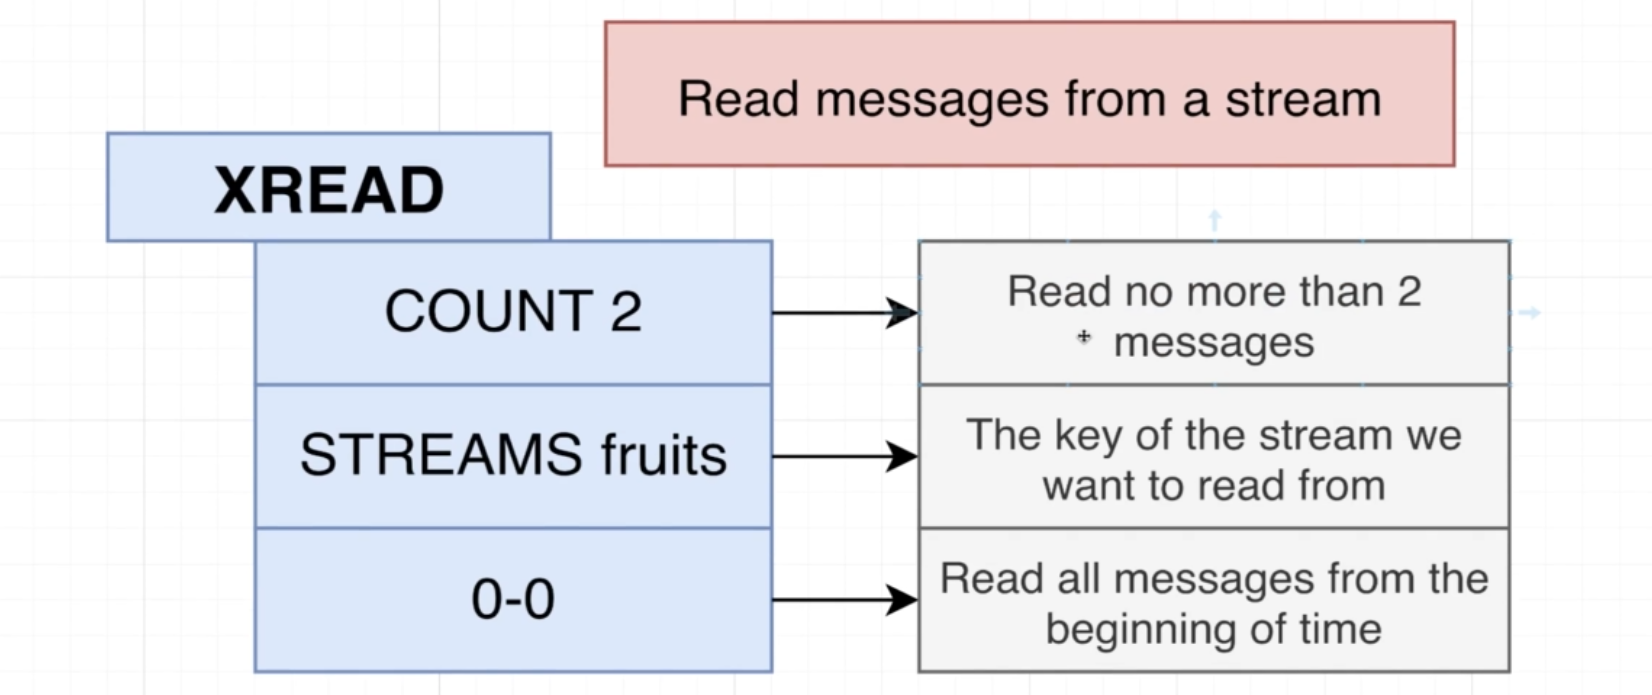 Read messages from a stream
XREAD
COUNT 2
Read no more than 2
messages
STREAMS fruits
The key of the stream we
want to read from
0-0
Read all messages from the
beginning of time